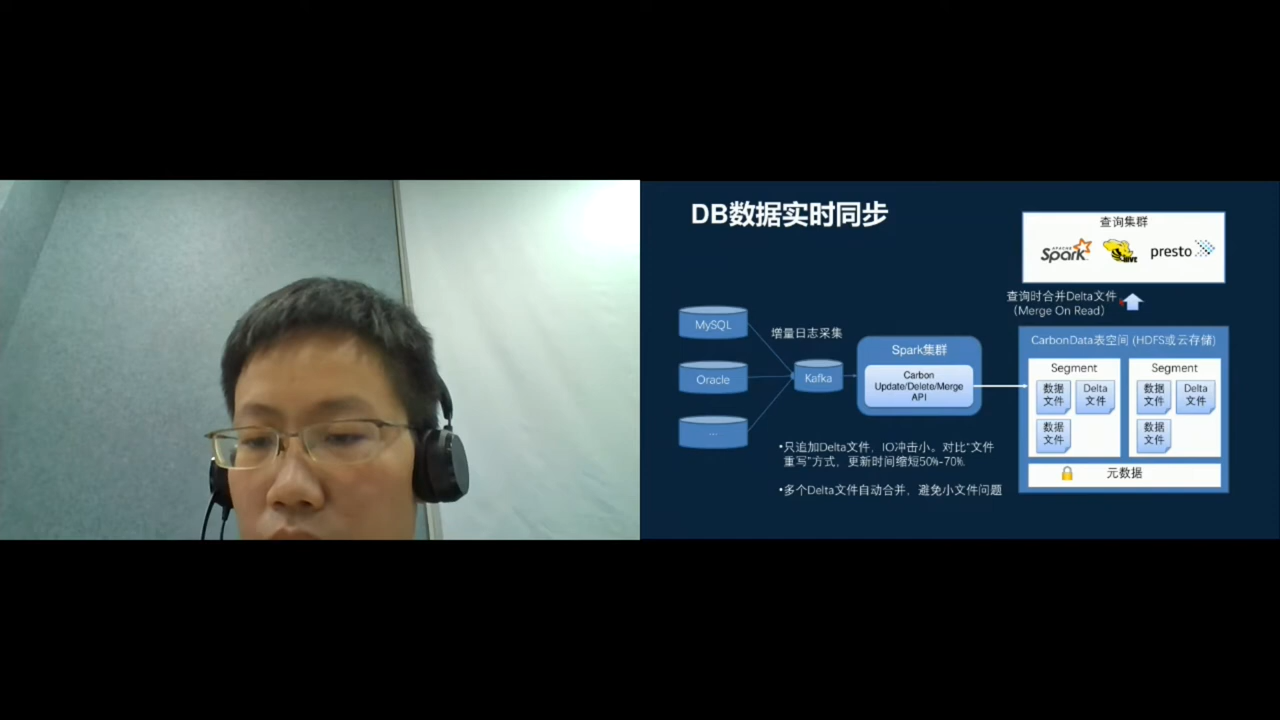 DB数据实时同步
查询集群
APACHE
Spark
HIVE
presto
查询时合并Delta文件
（Merge On Read）
MySQL
Oracle
...
增量日志采集
Kafka
Spark集群
Carbon
Update/Delete/Merge
API
CarbonData表空间 (HDFS或云存储)
Segment
数据
文件
Delta
文件
数据
文件
Segment
数据
文件
Delta
文件
数据
文件
元数据
•只追加Delta文件，IO冲击小。对比“文件
重写”方式，更新时间缩短50%-70%.
•多个Delta文件自动合并，避免小文件问题